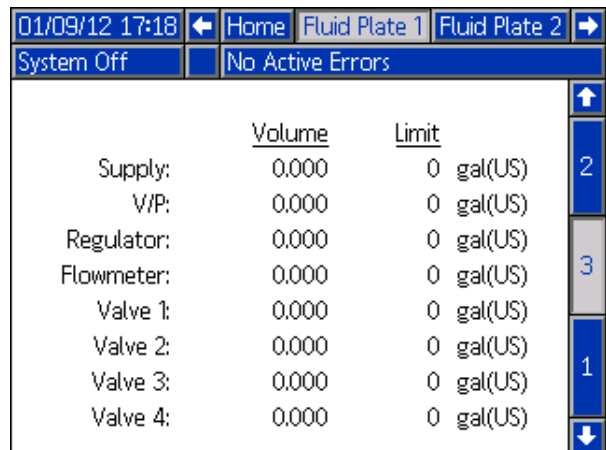 01/09/12 17:18 Home Fluid Plate 1 Fluid Plate 2
System Off No Active Errors
Volume Limit
Supply: 0.000 0 gal(US)
V/P: 0.000 0 gal(US)
Regulator: 0.000 0 gal(US)
Flowmeter: 0.000 0 gal(US)
Valve 1: 0.000 0 gal(US)
Valve 2: 0.000 0 gal(US)
Valve 3: 0.000 0 gal(US)
Valve 4: 0.000 0 gal(US)
2
3
1